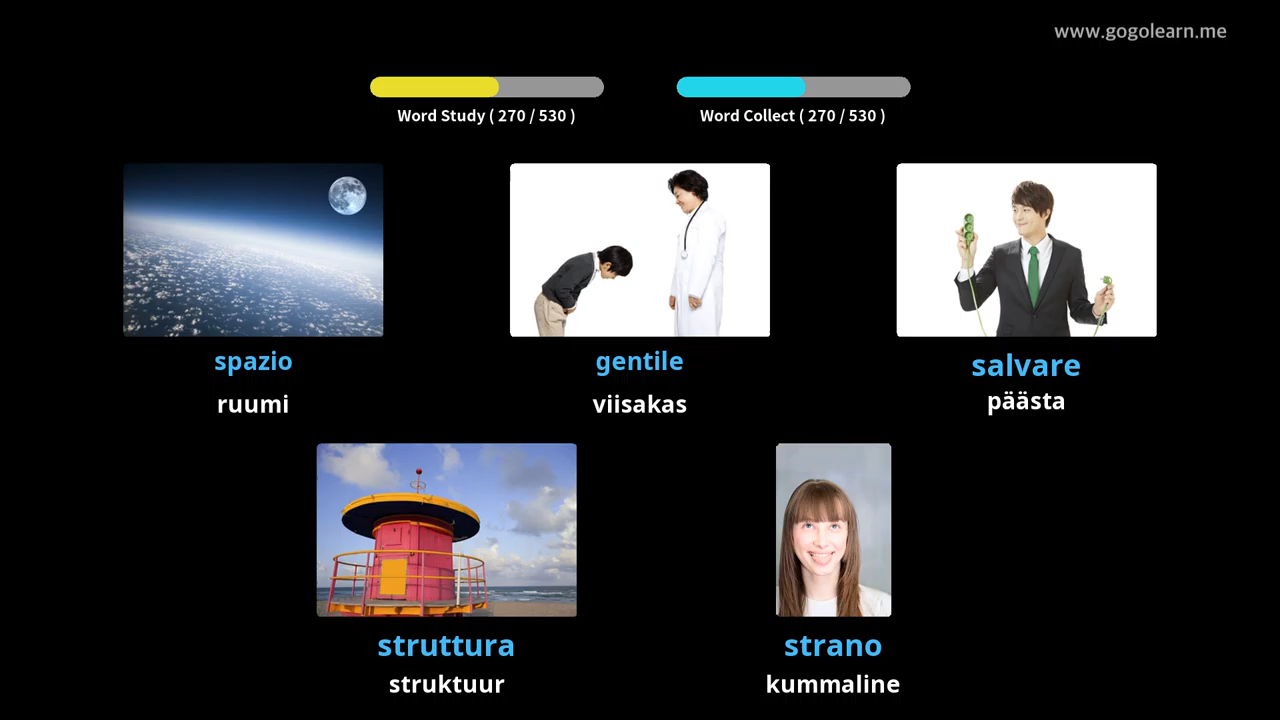 www.gogolearn.me
Word Study ( 270 / 530 )
Word Collect ( 270 / 530 )
spazio
ruumi
gentile
viisakas
salvare
päästa
struttura
struktuur
strano
kummaline